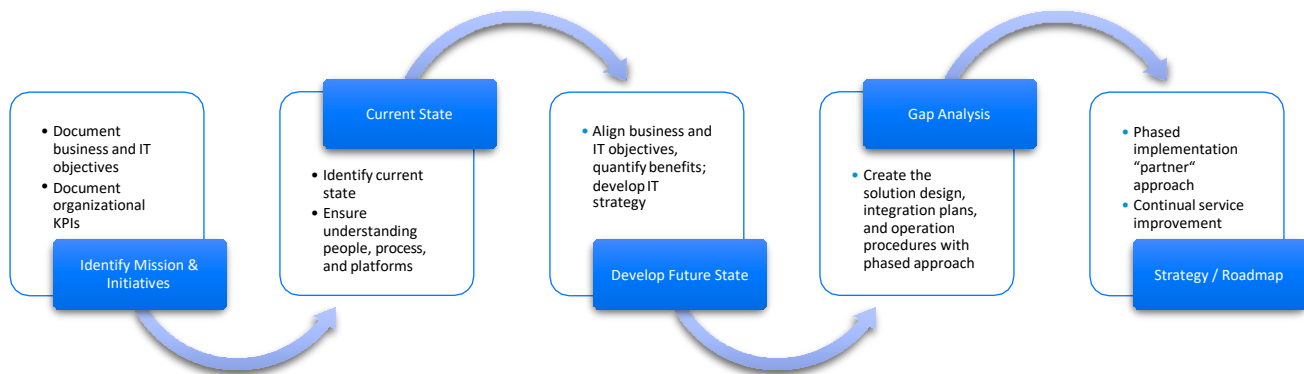 • Document
business and IT
objectives
• Document
organizational
KPIs
Identify Mission &
Initiatives
Current State
• Identify current
state
• Ensure
understanding
people, process,
and platforms
• Align business and
IT objectives,
quantify benefits;
develop IT
strategy
Develop Future State
Gap Analysis
• Create the
solution design,
integration plans,
and operation
procedures with
phased approach
• Phased
implementation
“partner“
approach
• Continual service
improvement
Strategy / Roadmap